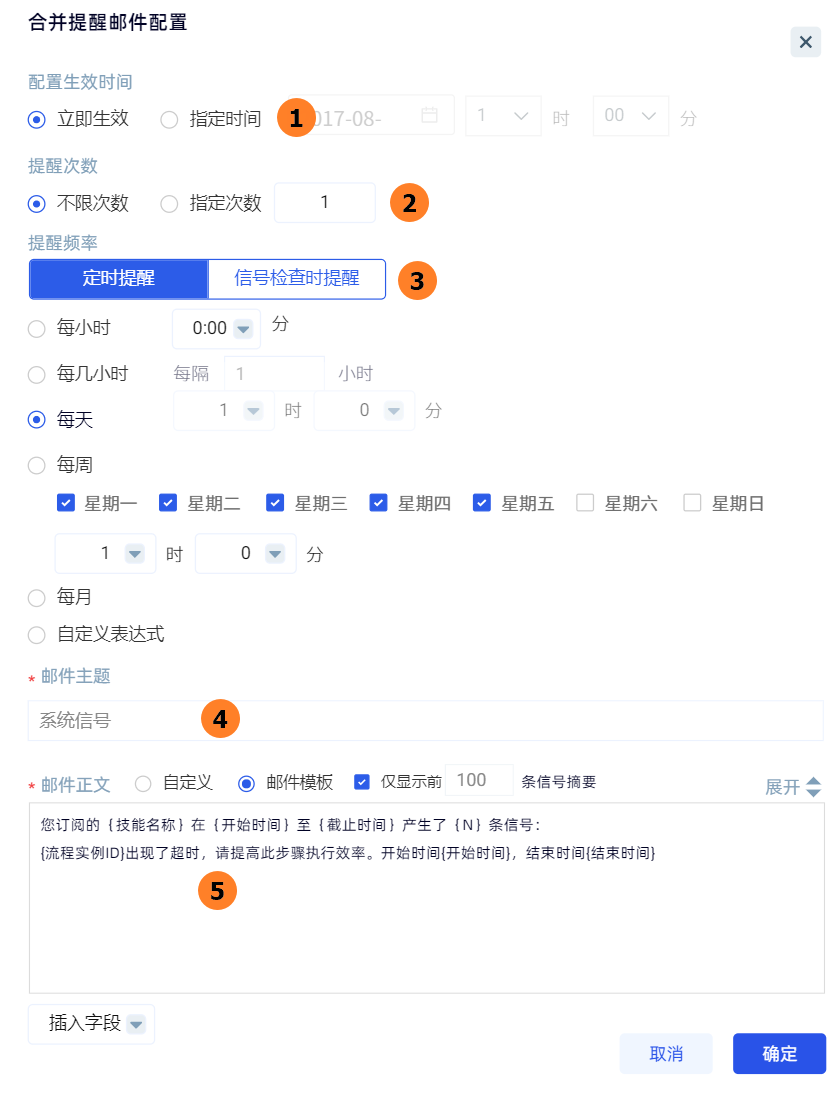 合并提醒邮件配置
配置生效时间
立即生效 指定时间 1 017-08- 1 时 00 分
提醒次数
不限次数 指定次数 1 2
提醒频率
定时提醒 信号检查时提醒 3
每小时 0:00 分
每几小时 每隔 1 小时
每天 1 时 0 分
每周
星期一 星期二 星期三 星期四 星期五 星期六 星期日
1 时 0 分
每月
自定义表达式
* 邮件主题
系统信号 4
* 邮件正文 自定义 邮件模板 仅显示前 100 条信号摘要 展开
您订阅的｛技能名称｝在｛开始时间｝至｛截止时间｝产生了｛N｝条信号：
{流程实例ID}出现了超时，请提高此步骤执行效率。开始时间{开始时间}，结束时间{结束时间}
5
插入字段
取消 确定